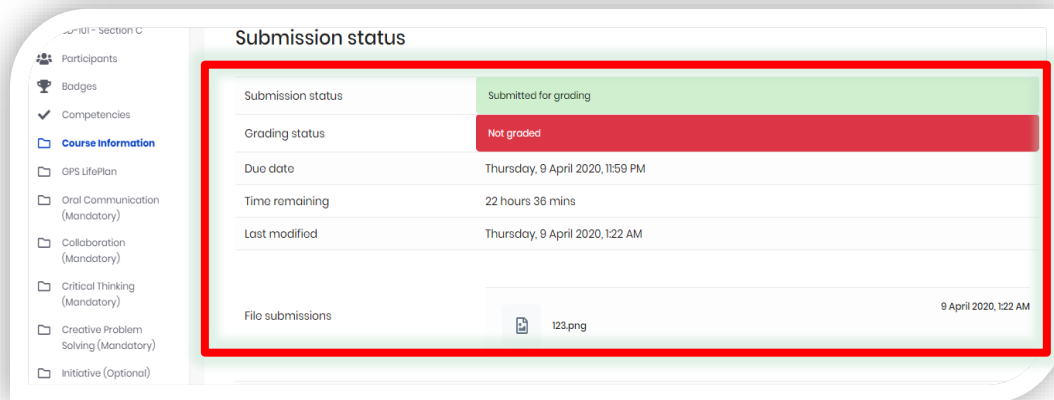 SD-101 - Section C
Participants
Badges
Competencies
Course Information
GPS LifePlan
Oral Communication
(Mandatory)
Collaboration
(Mandatory)
Critical Thinking
(Mandatory)
Creative Problem
Solving (Mandatory)
Initiative (Optional)
Submission status
Submission status
Submitted for grading
Grading status
Not graded
Due date
Thursday, 9 April 2020, 11:59 PM
Time remaining
22 hours 36 mins
Last modified
Thursday, 9 April 2020, 1:22 AM
File submissions
123.png
9 April 2020, 1:22 AM